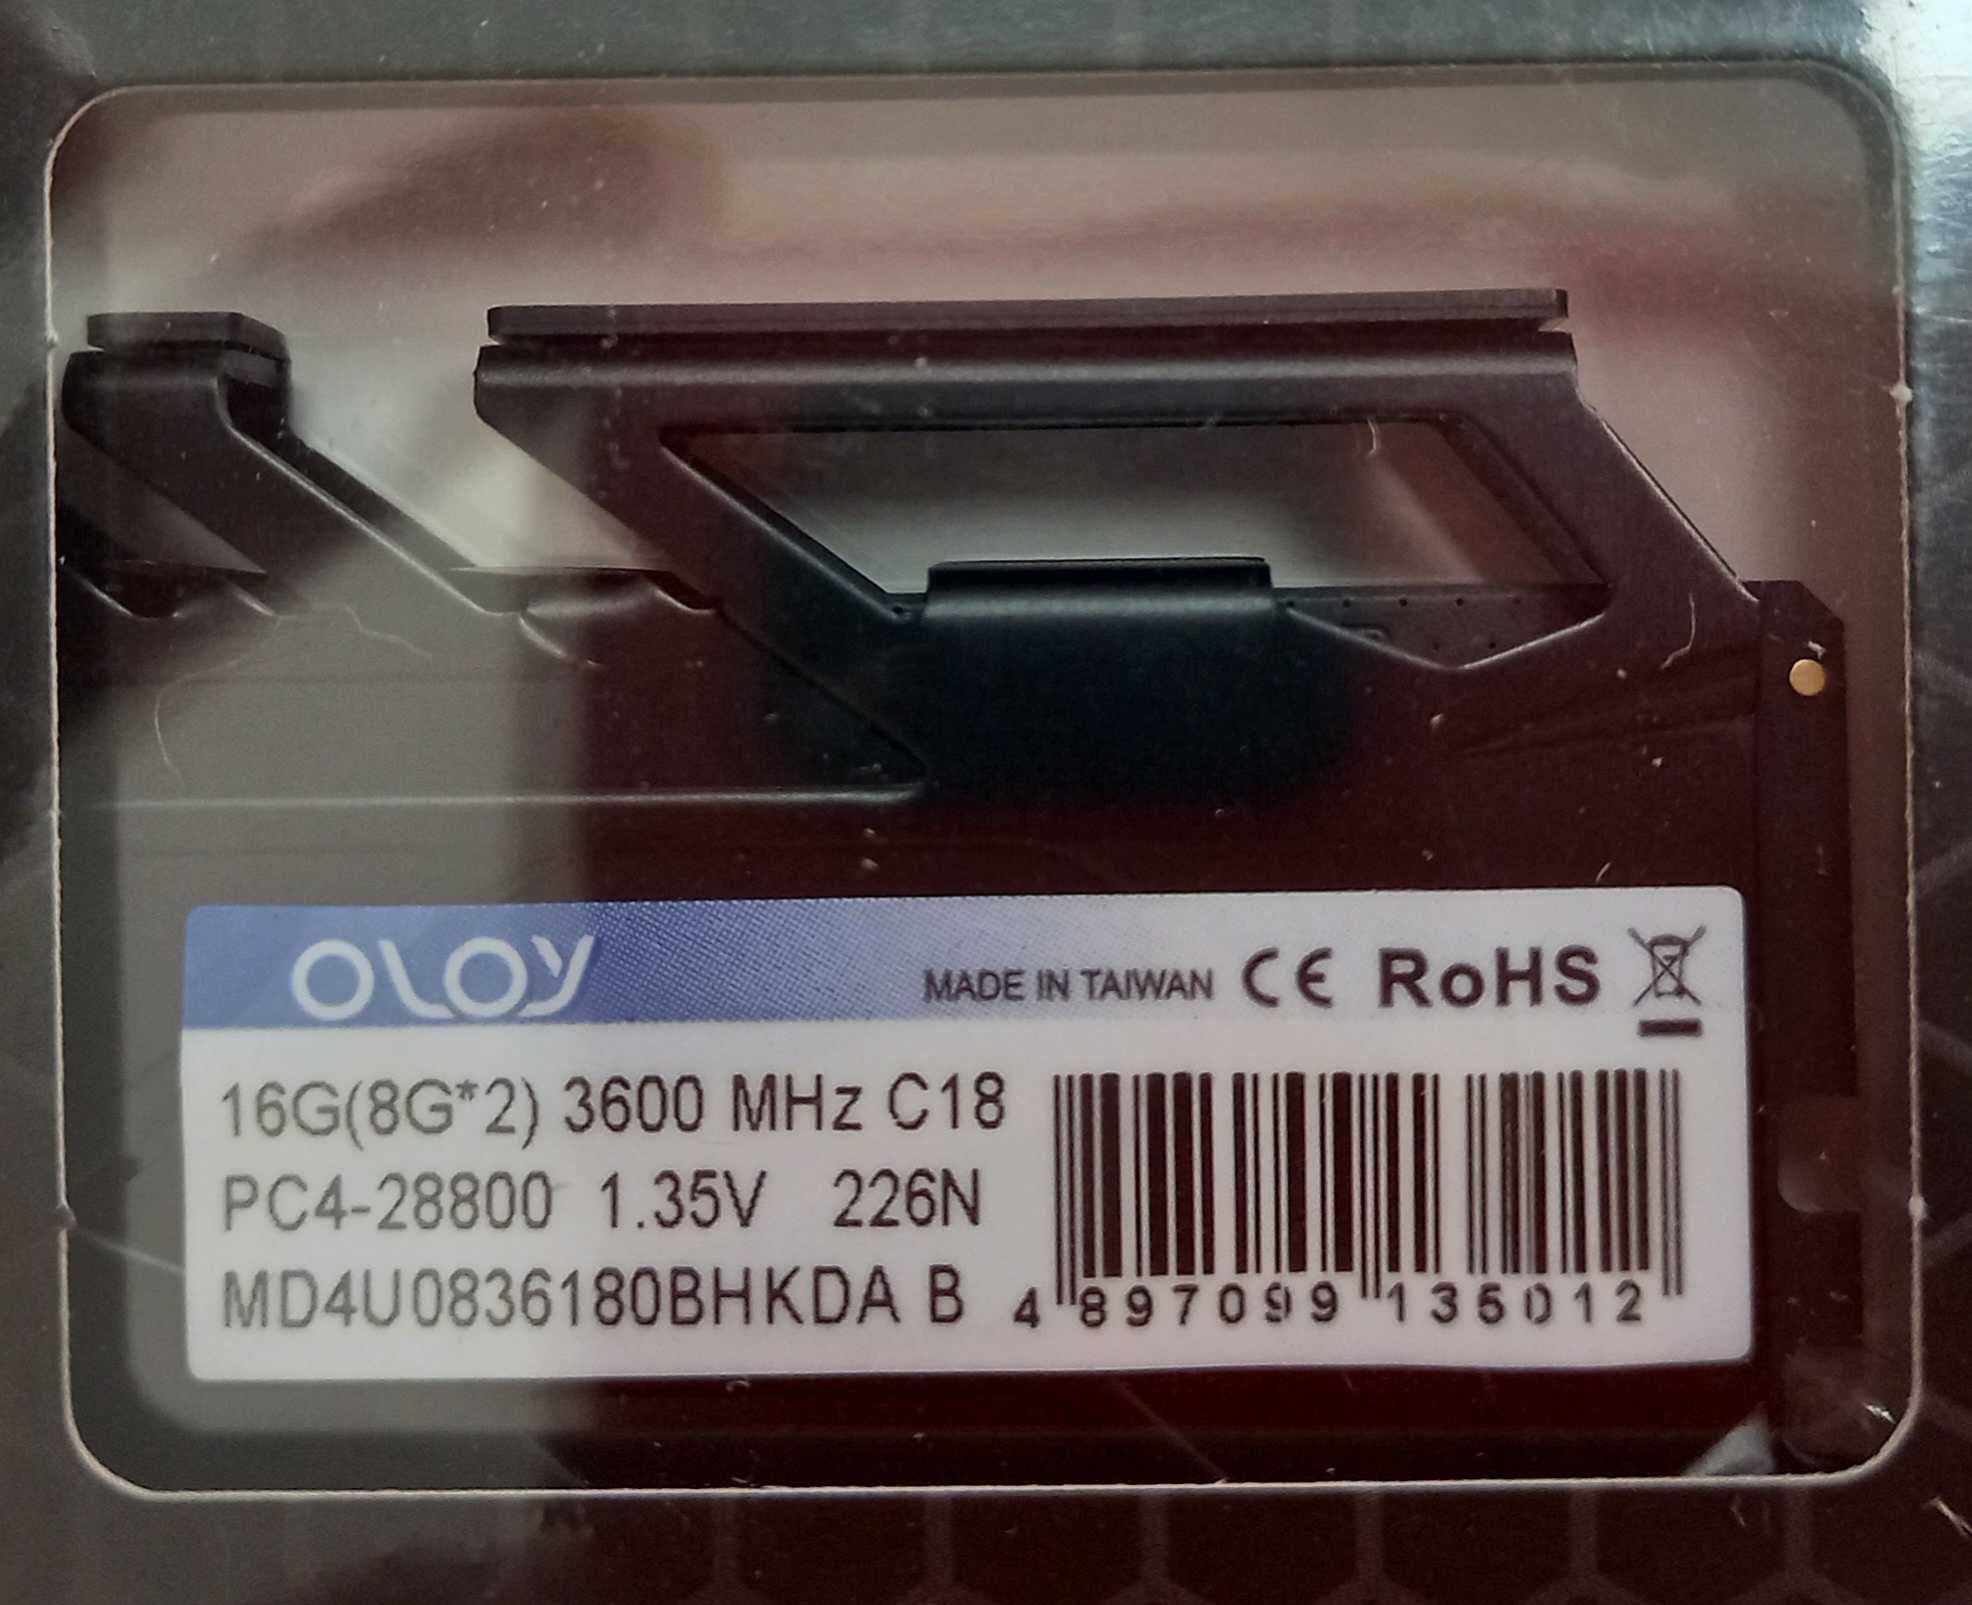 OLOY
MADE IN TAIWAN CE RoHS
16G(8G*2) 3600 MHz C18
PC4-28800 1.35V 226N
MD4U0836180BHKDA B
4 897099 135012